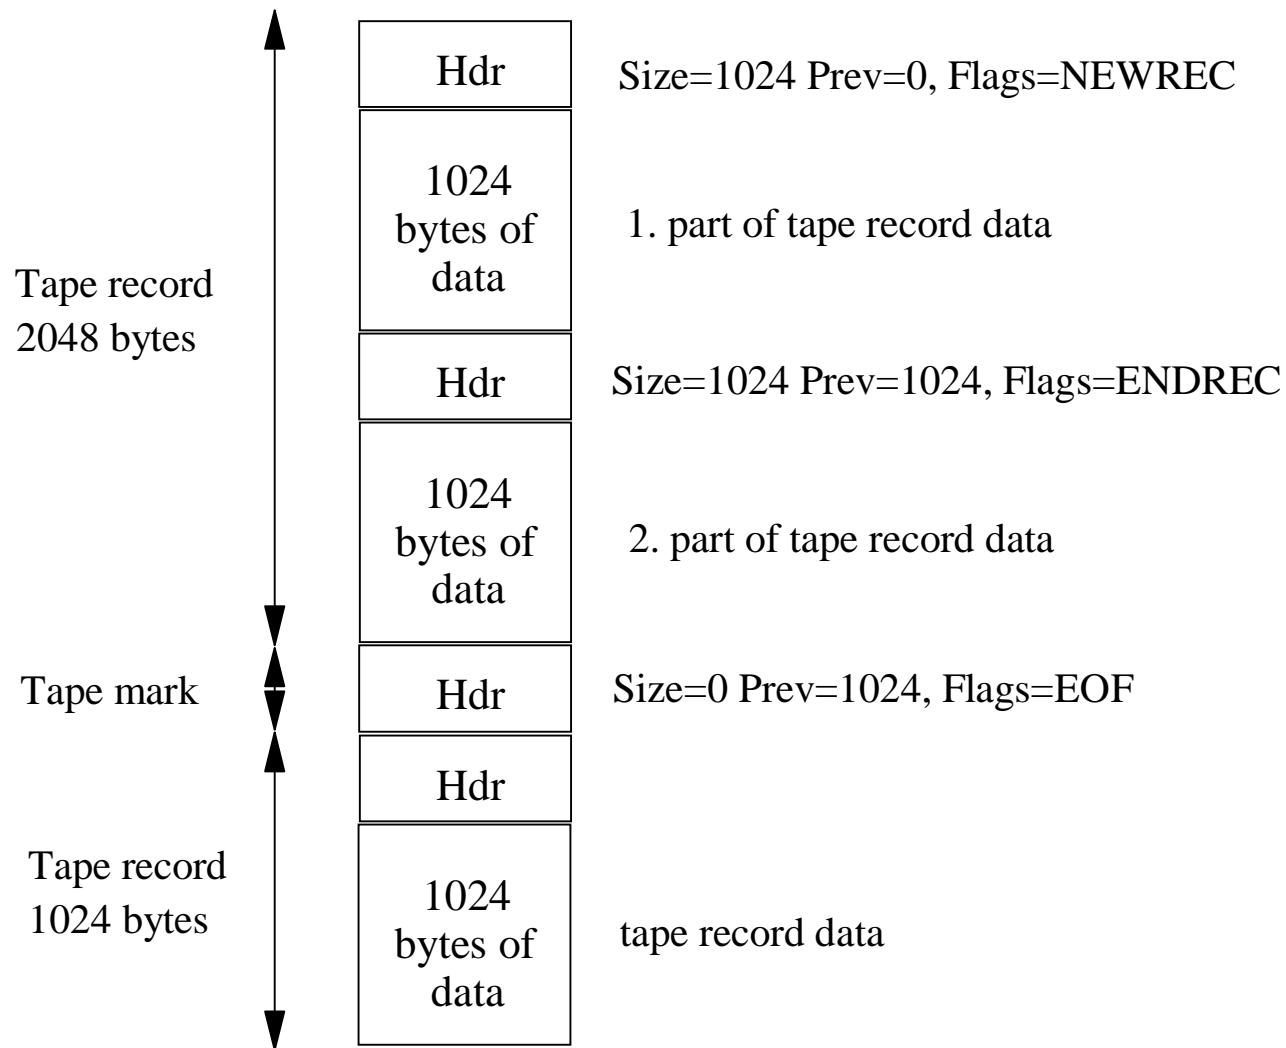 Hdr
Size=1024 Prev=0, Flags=NEWREC
1024
bytes of
data
1. part of tape record data
Tape record
2048 bytes
Hdr
Size=1024 Prev=1024, Flags=ENDREC
1024
bytes of
data
2. part of tape record data
Tape mark
Hdr
Size=0 Prev=1024, Flags=EOF
Hdr
Tape record
1024 bytes
1024
bytes of
data
tape record data